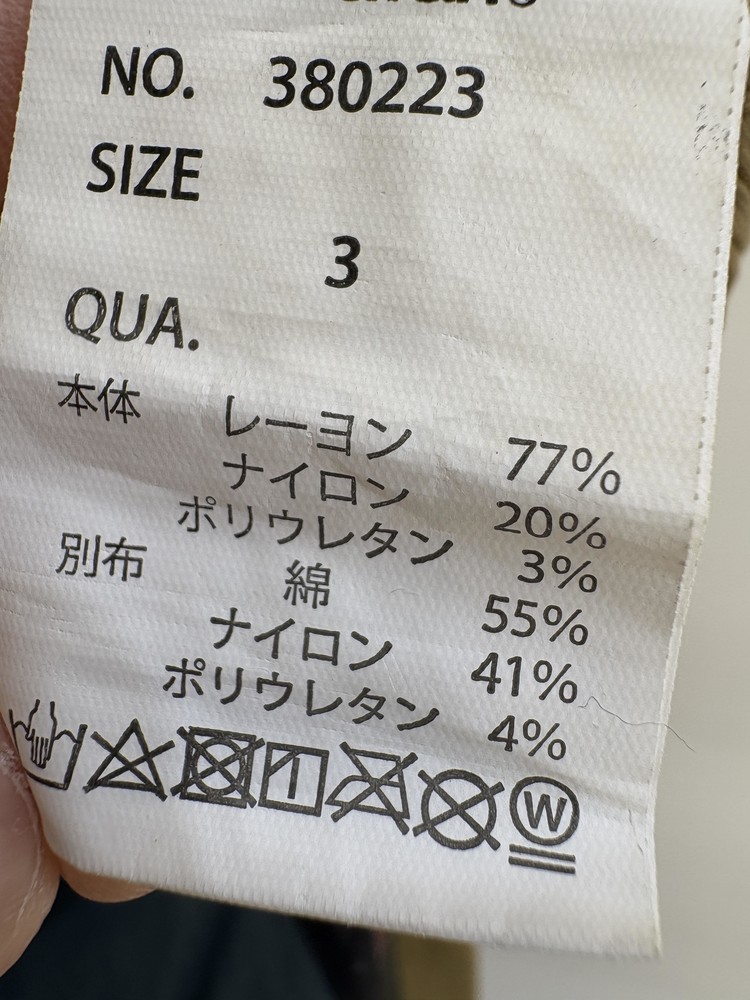 NO. 380223
SIZE
3
QUA.
本体 レーヨン 77%
ナイロン 20%
ポリウレタン 3%
別布 綿 55%
ナイロン 41%
ポリウレタン 4%
W